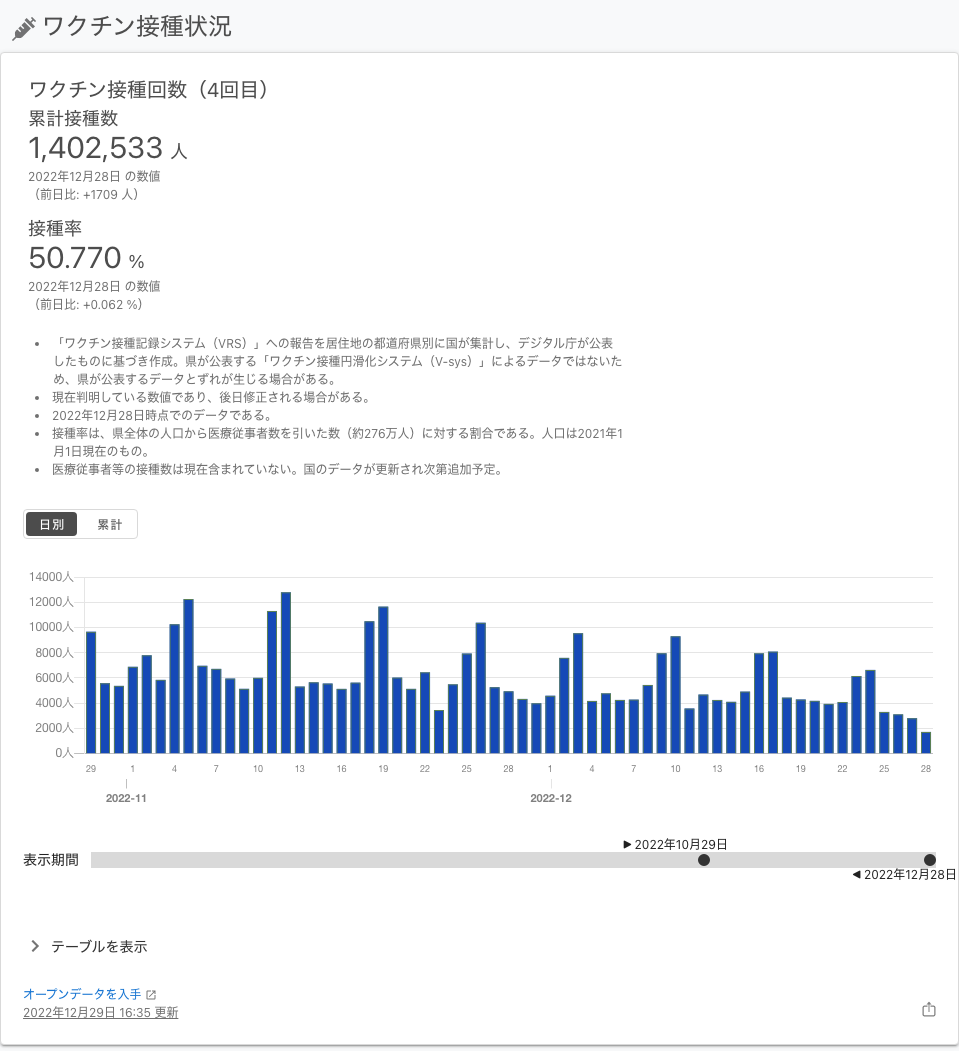 ワクチン接種状況
ワクチン接種回数（4回目）
累計接種数
1,402,533 人
2022年12月28日 の数値
（前日比: +1709 人）
接種率
50.770 %
2022年12月28日 の数値
（前日比: +0.062 %）
• 「ワクチン接種記録システム（VRS）」への報告を居住地の都道府県別に国が集計し、デジタル庁が公表
したものに基づき作成。県が公表する「ワクチン接種円滑化システム（V-sys）」によるデータではないた
め、県が公表するデータとずれが生じる場合がある。
• 現在判明している数値であり、後日修正される場合がある。
• 2022年12月28日時点でのデータである。
• 接種率は、県全体の人口から医療従事者数を引いた数（約276万人）に対する割合である。人口は2021年1
月1日現在のもの。
• 医療従事者等の接種数は現在含まれていない。国のデータが更新され次第追加予定。
日別 累計
14000人
12000人
10000人
8000人
6000人
4000人
2000人
0人
29 1 4 7 10 13 16 19 22 25 28 1 4 7 10 13 16 19 22 25 28
2022-11 2022-12
▶ 2022年10月29日
表示期間
◀ 2022年12月28日
テーブルを表示
オープンデータを入手
2022年12月29日 16:35 更新